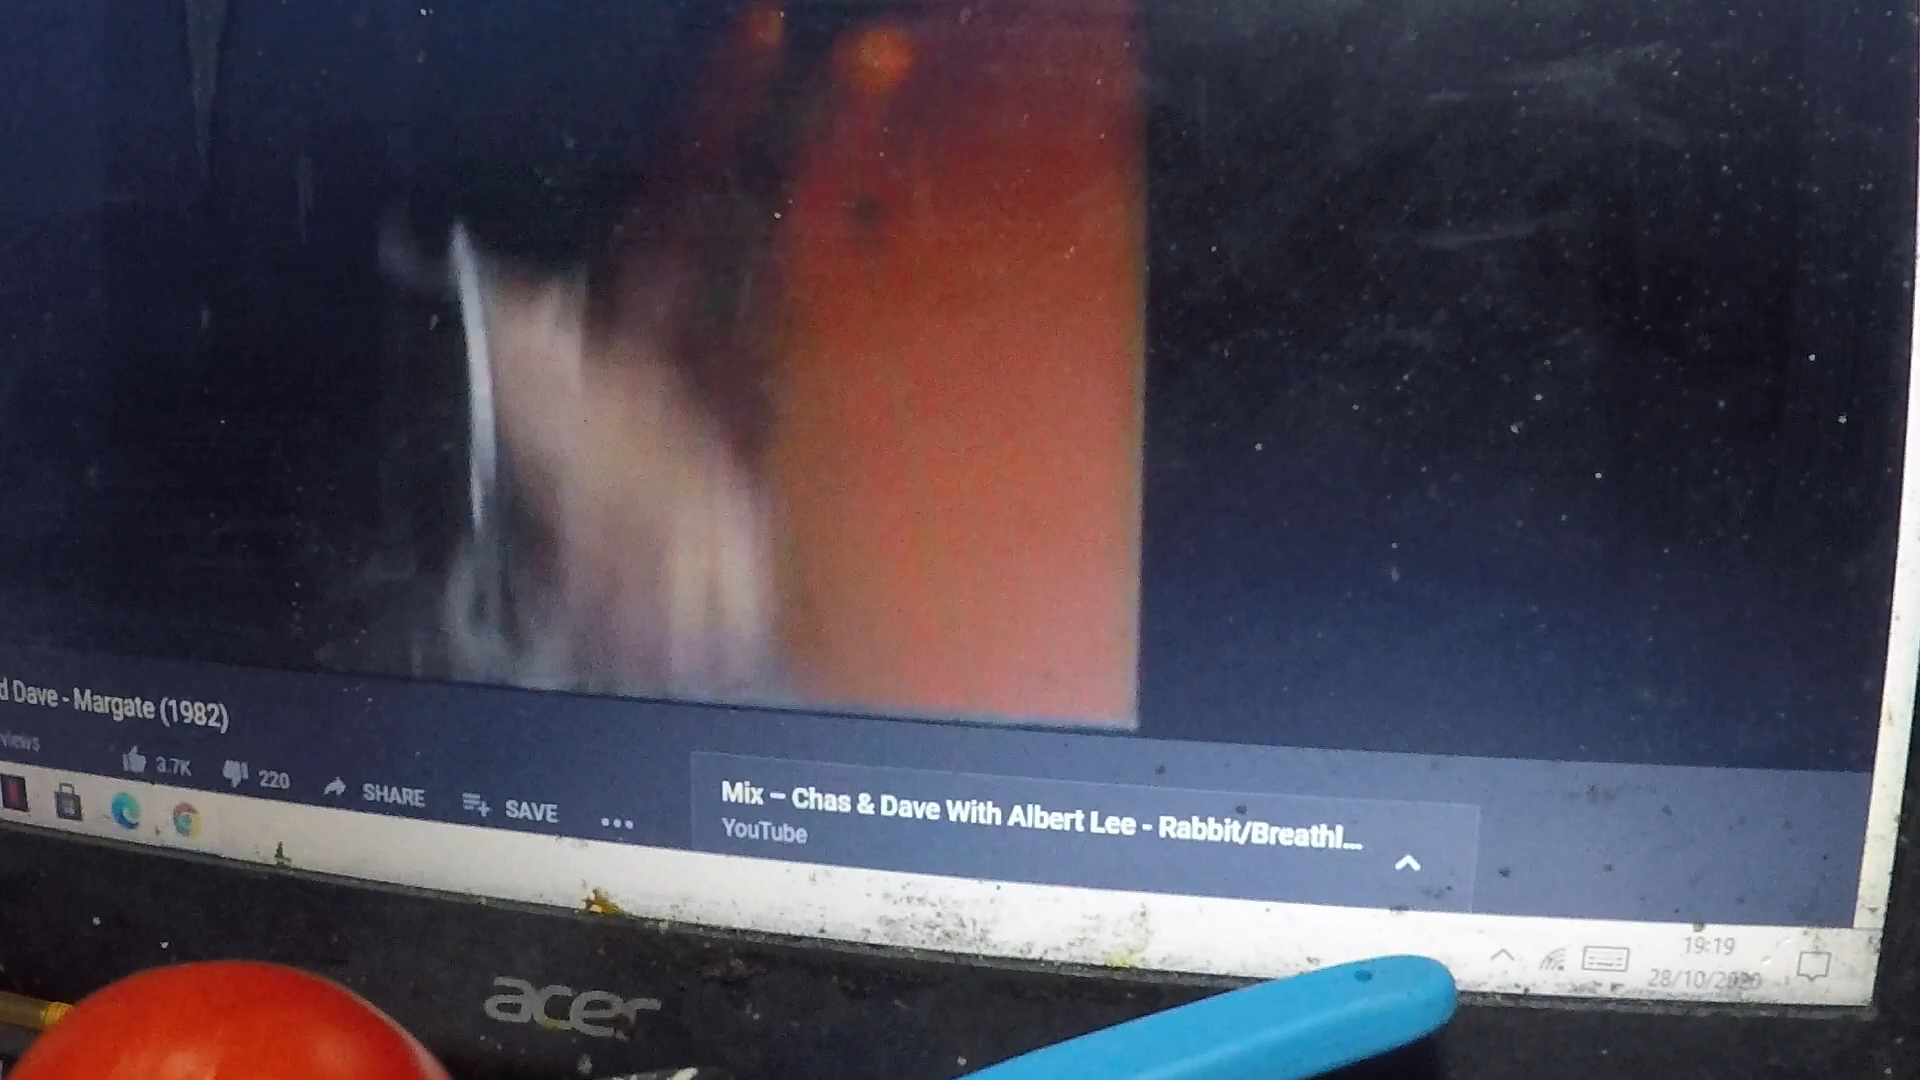 d Dave - Margate (1982)
views
3.7K
220
SHARE
SAVE
Mix – Chas & Dave With Albert Lee - Rabbit/Breathl...
YouTube
19:19
28/10/2020
acer